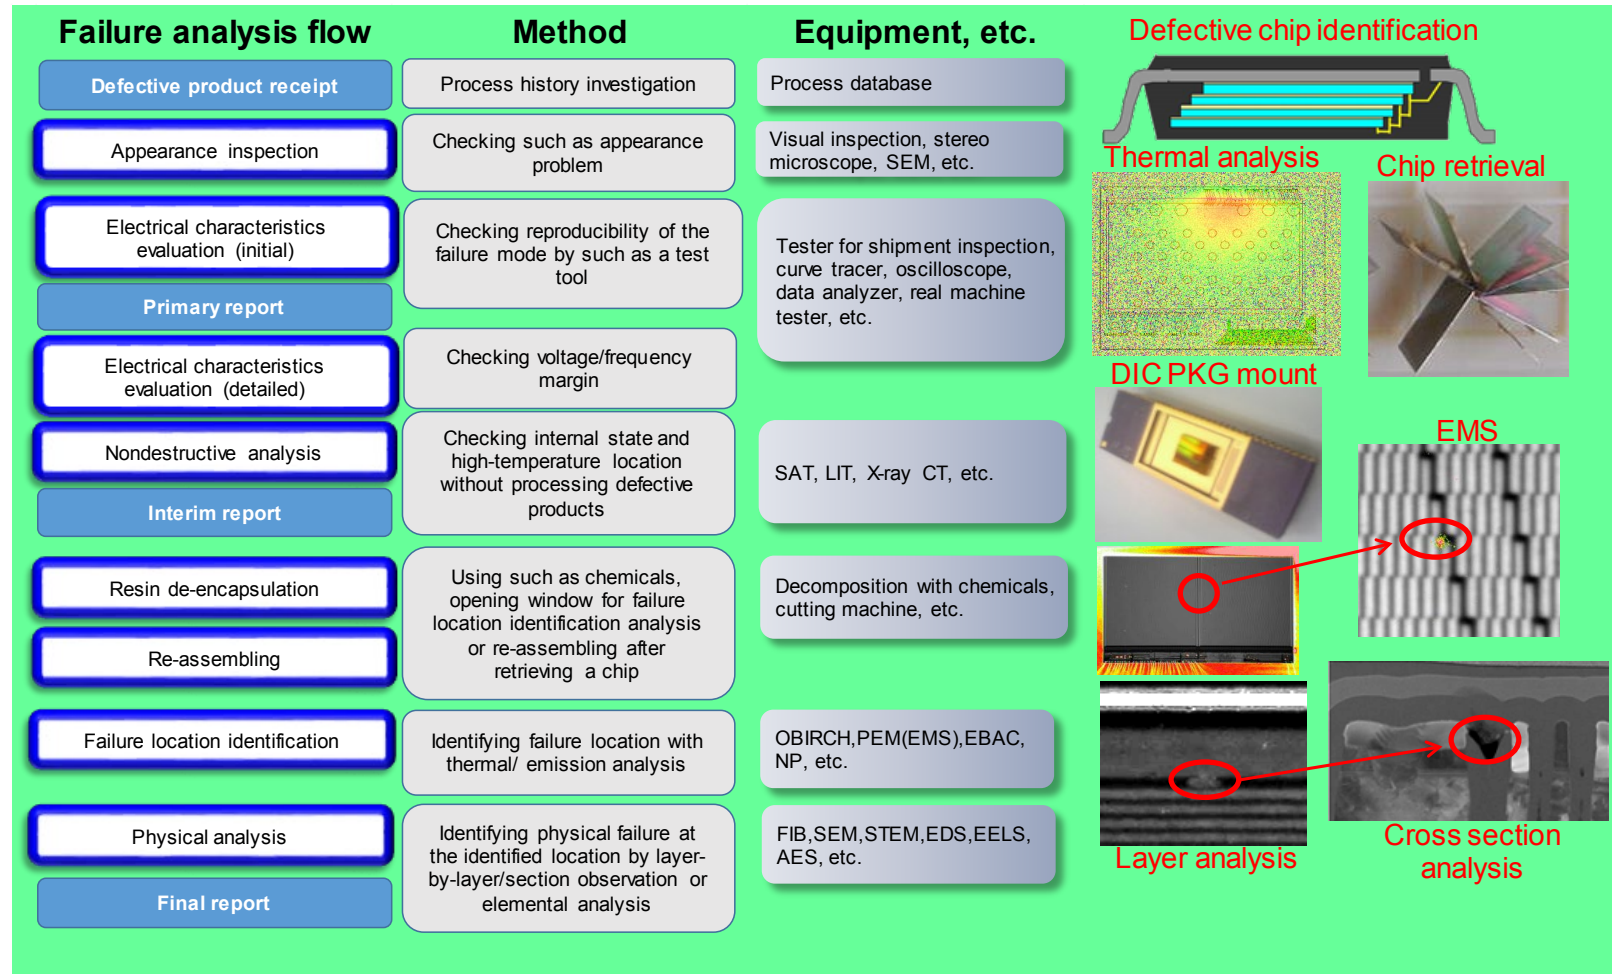 Failure analysis flow
Method
Equipment, etc.
Defective chip identification
Defective product receipt
Process history investigation
Process database
Appearance inspection
Checking such as appearance
problem
Visual inspection, stereo
microscope, SEM, etc.
Thermal analysis
Chip retrieval
Electrical characteristics
evaluation (initial)
Checking reproducibility of the
failure mode by such as a test
tool
Tester for shipment inspection,
curve tracer, oscilloscope,
data analyzer, real machine
tester, etc.
Primary report
Electrical characteristics
evaluation (detailed)
Checking voltage/frequency
margin
DIC PKG mount
Nondestructive analysis
Checking internal state and
high-temperature location
without processing defective
products
SAT, LIT, X-ray CT, etc.
EMS
Interim report
Resin de-encapsulation
Using such as chemicals,
opening window for failure
location identification analysis
or re-assembling after
retrieving a chip
Decomposition with chemicals,
cutting machine, etc.
Re-assembling
Failure location identification
Identifying failure location with
thermal/ emission analysis
OBIRCH,PEM(EMS),EBAC,
NP, etc.
Physical analysis
Identifying physical failure at
the identified location by layer-
by-layer/section observation or
elemental analysis
FIB,SEM,STEM,EDS,EELS,
AES, etc.
Layer analysis
Cross section
analysis
Final report